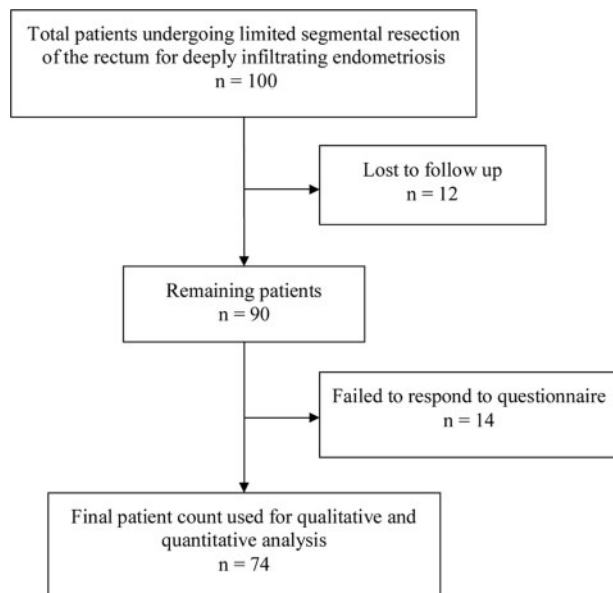 Total patients undergoing limited segmental resection
of the rectum for deeply infiltrating endometriosis
n = 100
Lost to follow up
n = 12
Remaining patients
n = 90
Failed to respond to questionnaire
n = 14
Final patient count used for qualitative and
quantitative analysis
n = 74